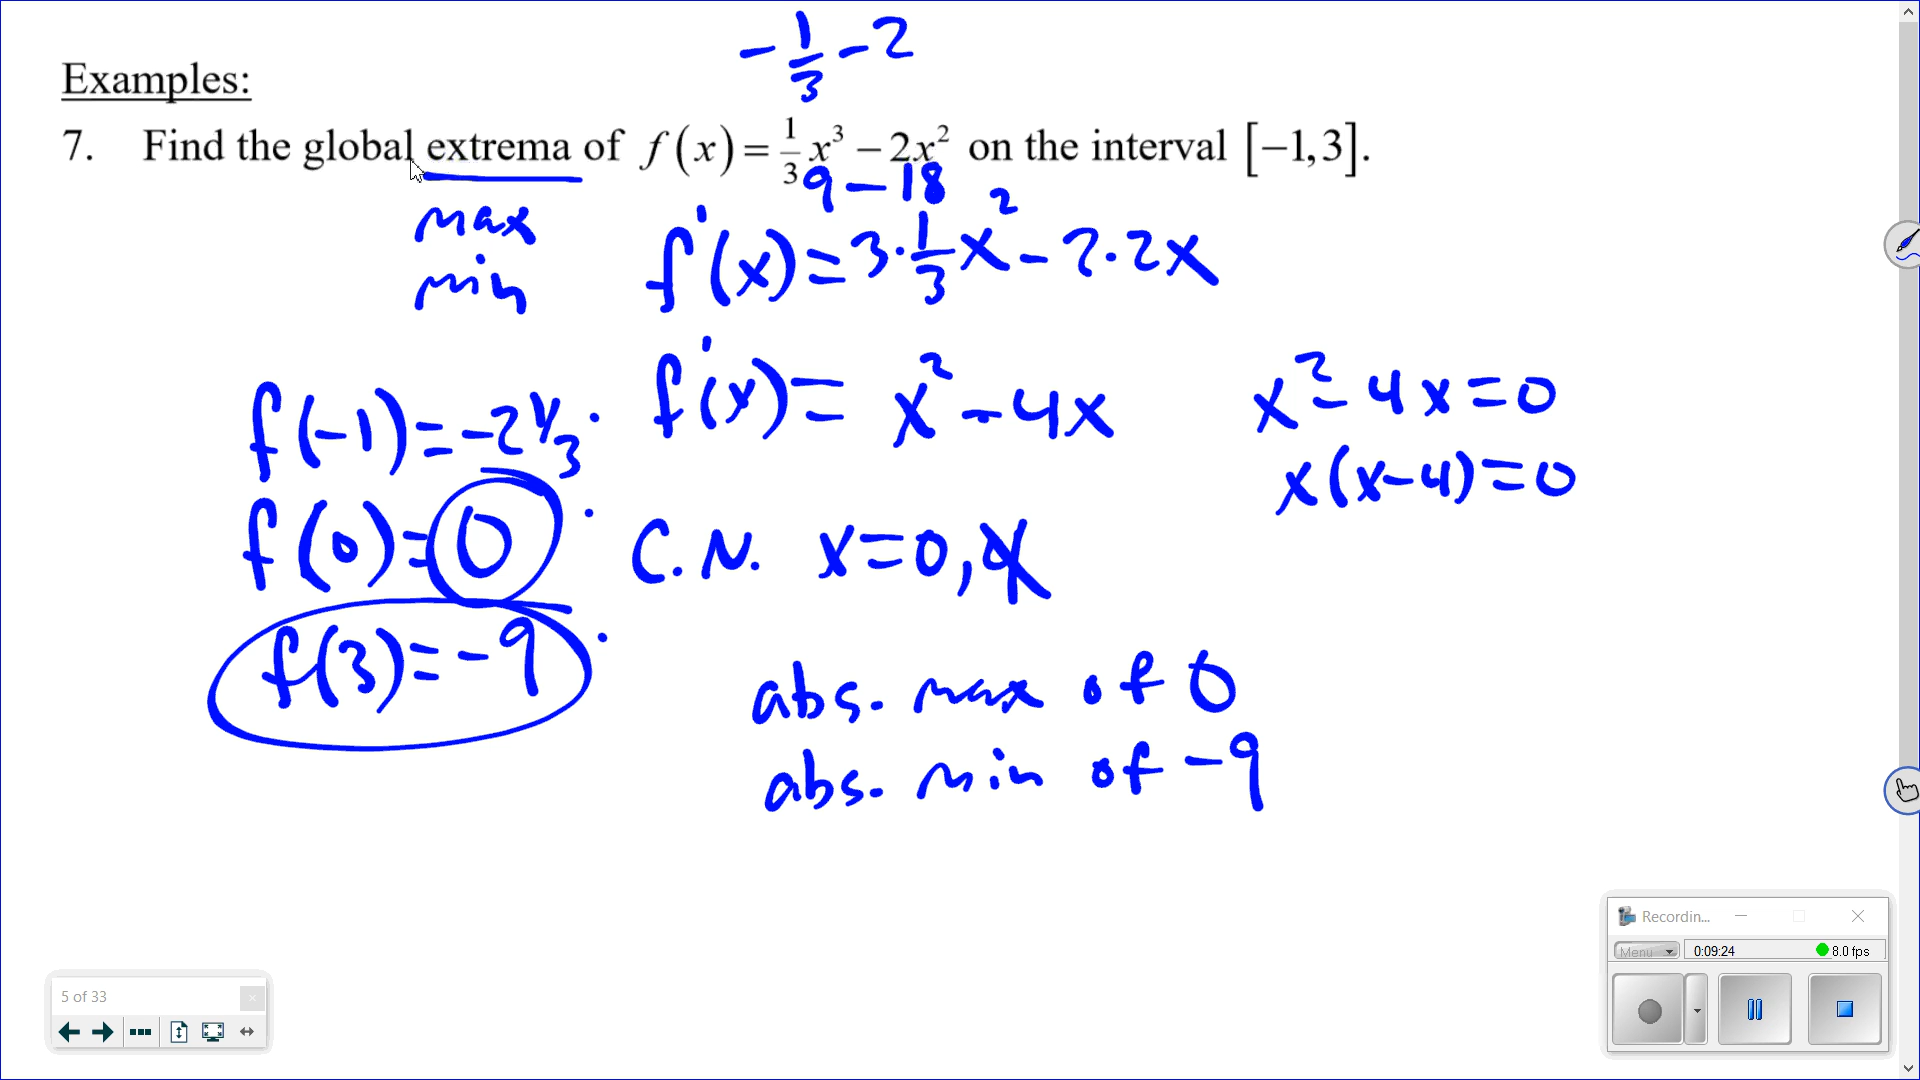 -1/3 - 2
Examples:
7. Find the global extrema of f(x) = 1/3 x³ − 2x² on the interval [−1, 3].
9 - 18
max
min
f'(x) = 3·1/3 x² - 2·2x
f'(x) = x² - 4x
x² - 4x = 0
x(x-4) = 0
f(-1) = -2 1/3
f(0) = 0
C.N. x = 0, 4
f(3) = -9
abs. max of 0
abs. min of -9
Recordin...
Menu 0:09:24 8.0 fps
5 of 33